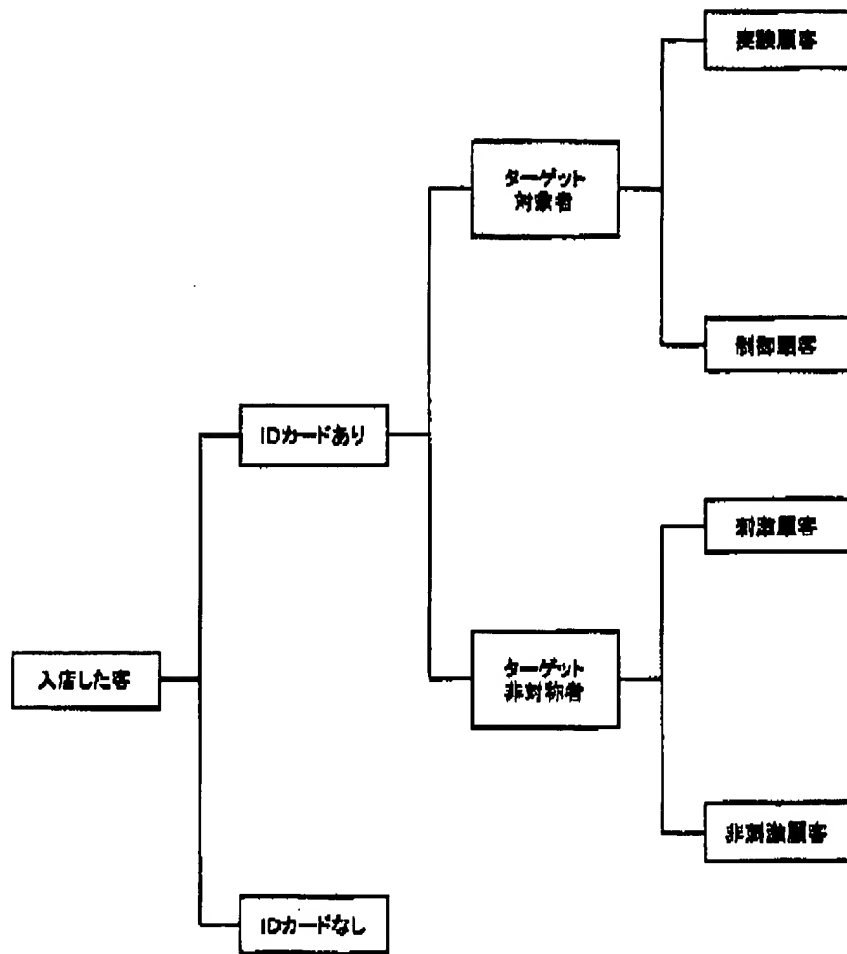 実験顧客
ターゲット
対象者
制御顧客
IDカードあり
刺激顧客
ターゲット
非対称者
入店した客
非刺激顧客
IDカードなし